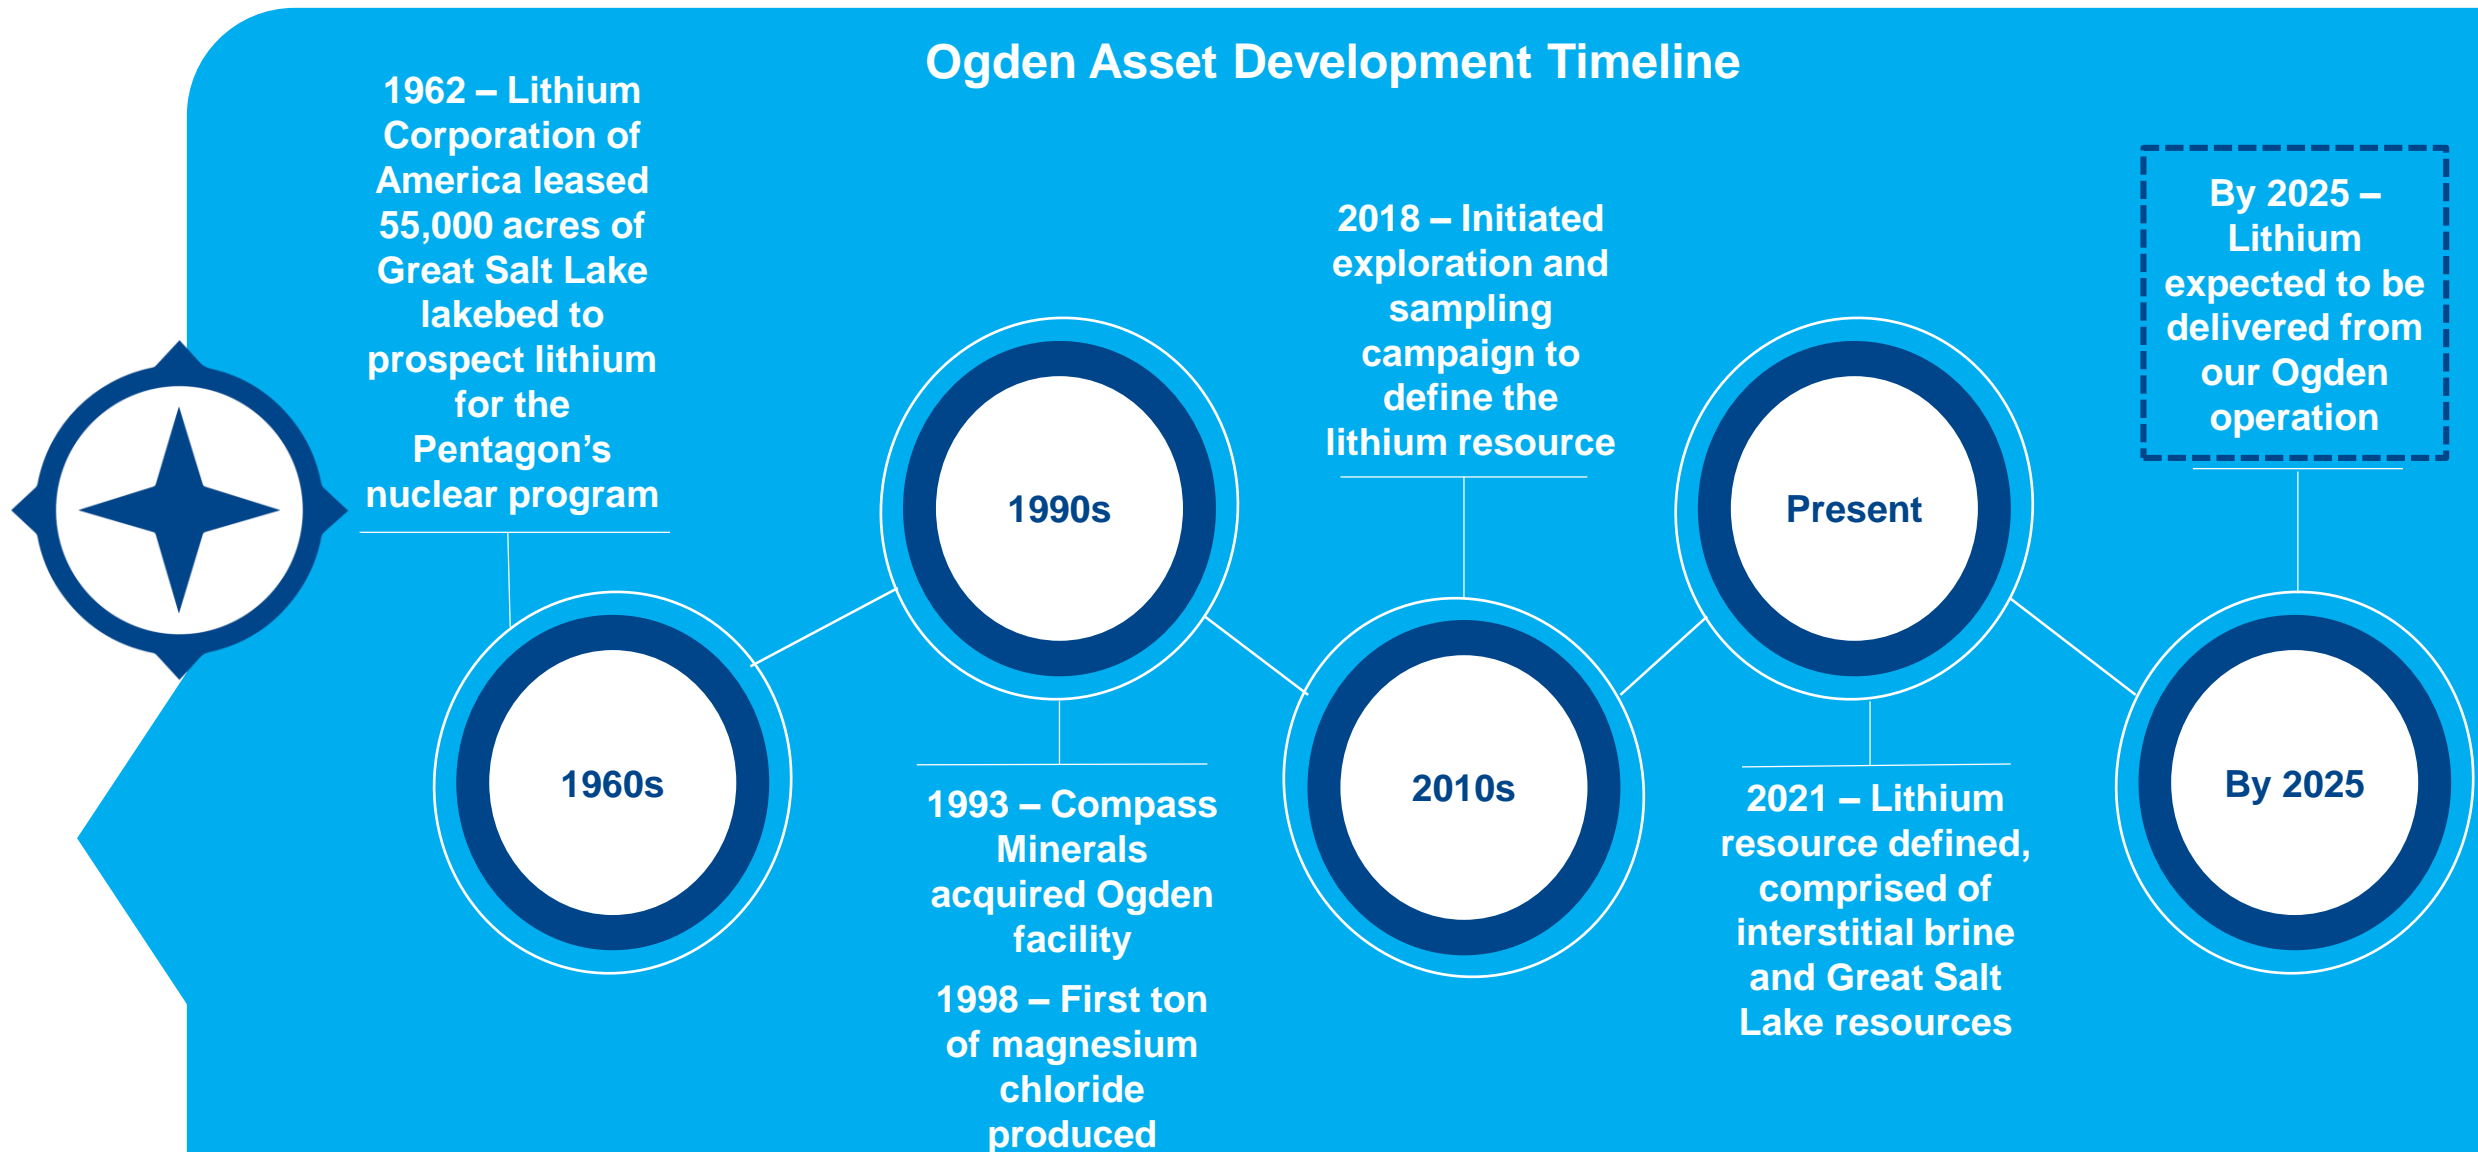 Ogden Asset Development Timeline
1962 – Lithium
Corporation of
America leased
55,000 acres of
Great Salt Lake
lakebed to
prospect lithium
for the
Pentagon’s
nuclear program
1960s
1990s
1993 – Compass
Minerals
acquired Ogden
facility
1998 – First ton
of magnesium
chloride
produced
2018 – Initiated
exploration and
sampling
campaign to
define the
lithium resource
2010s
Present
2021 – Lithium
resource defined,
comprised of
interstitial brine
and Great Salt
Lake resources
By 2025 –
Lithium
expected to be
delivered from
our Ogden
operation
By 2025